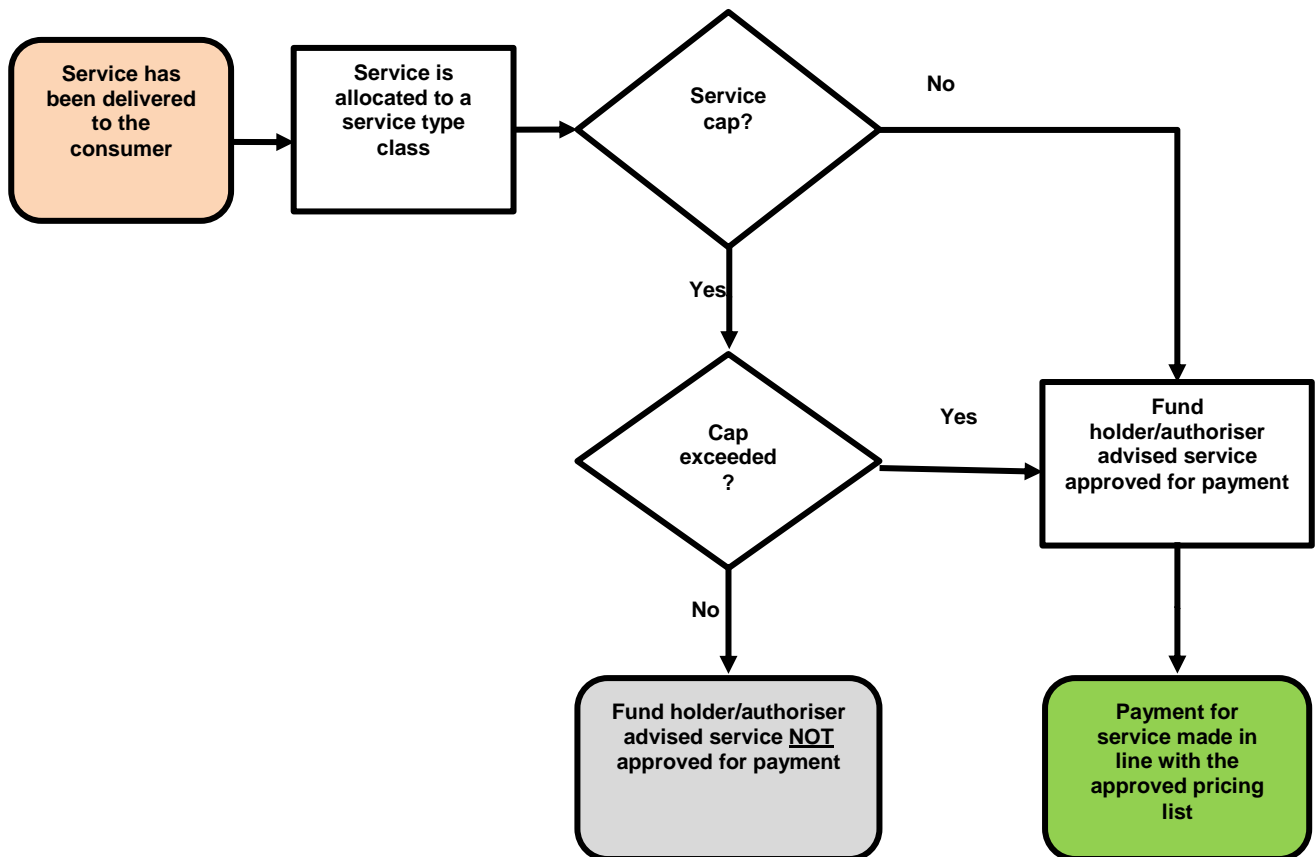 Service has
been delivered
to the
consumer
Service is
allocated to a
service type
class
Service
cap?
No
Yes
Cap
exceeded
?
Yes
Fund
holder/authoriser
advised service
approved for payment
No
Fund holder/authoriser
advised service NOT
approved for payment
Payment for
service made in
line with the
approved pricing
list